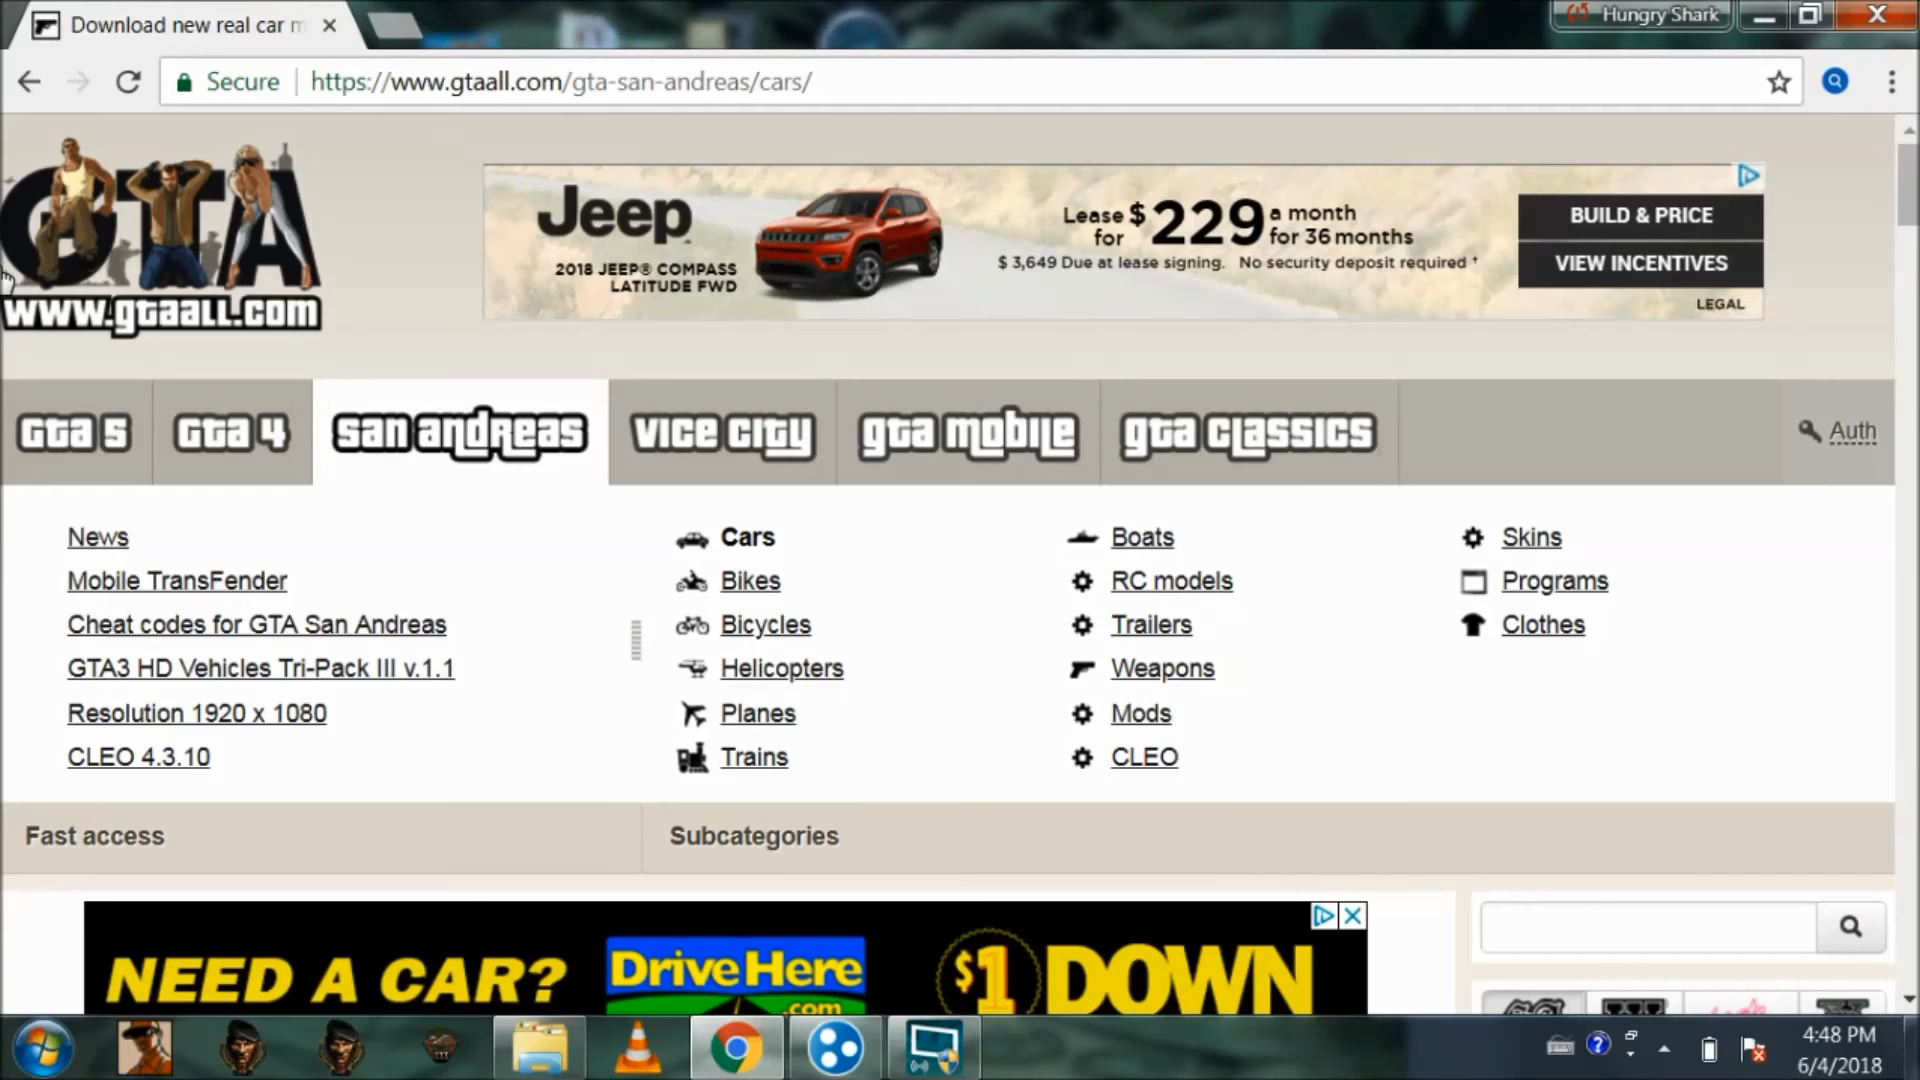 Download new real car m
Hungry Shark
Secure
https://www.gtaall.com/gta-san-andreas/cars/
GTA
www.gtaall.com
Jeep
2018 JEEP® COMPASS
LATITUDE FWD
Lease for $229 a month for 36 months
$ 3,649 Due at lease signing. No security deposit required †
BUILD & PRICE
VIEW INCENTIVES
LEGAL
gta 5
gta 4
san andreas
vice city
gta mobile
gta classics
Auth
News
Mobile TransFender
Cheat codes for GTA San Andreas
GTA3 HD Vehicles Tri-Pack III v.1.1
Resolution 1920 x 1080
CLEO 4.3.10
Cars
Bikes
Bicycles
Helicopters
Planes
Trains
Boats
RC models
Trailers
Weapons
Mods
CLEO
Skins
Programs
Clothes
Fast access
Subcategories
NEED A CAR?
DriveHere
.com
$1 DOWN
4:48 PM
6/4/2018